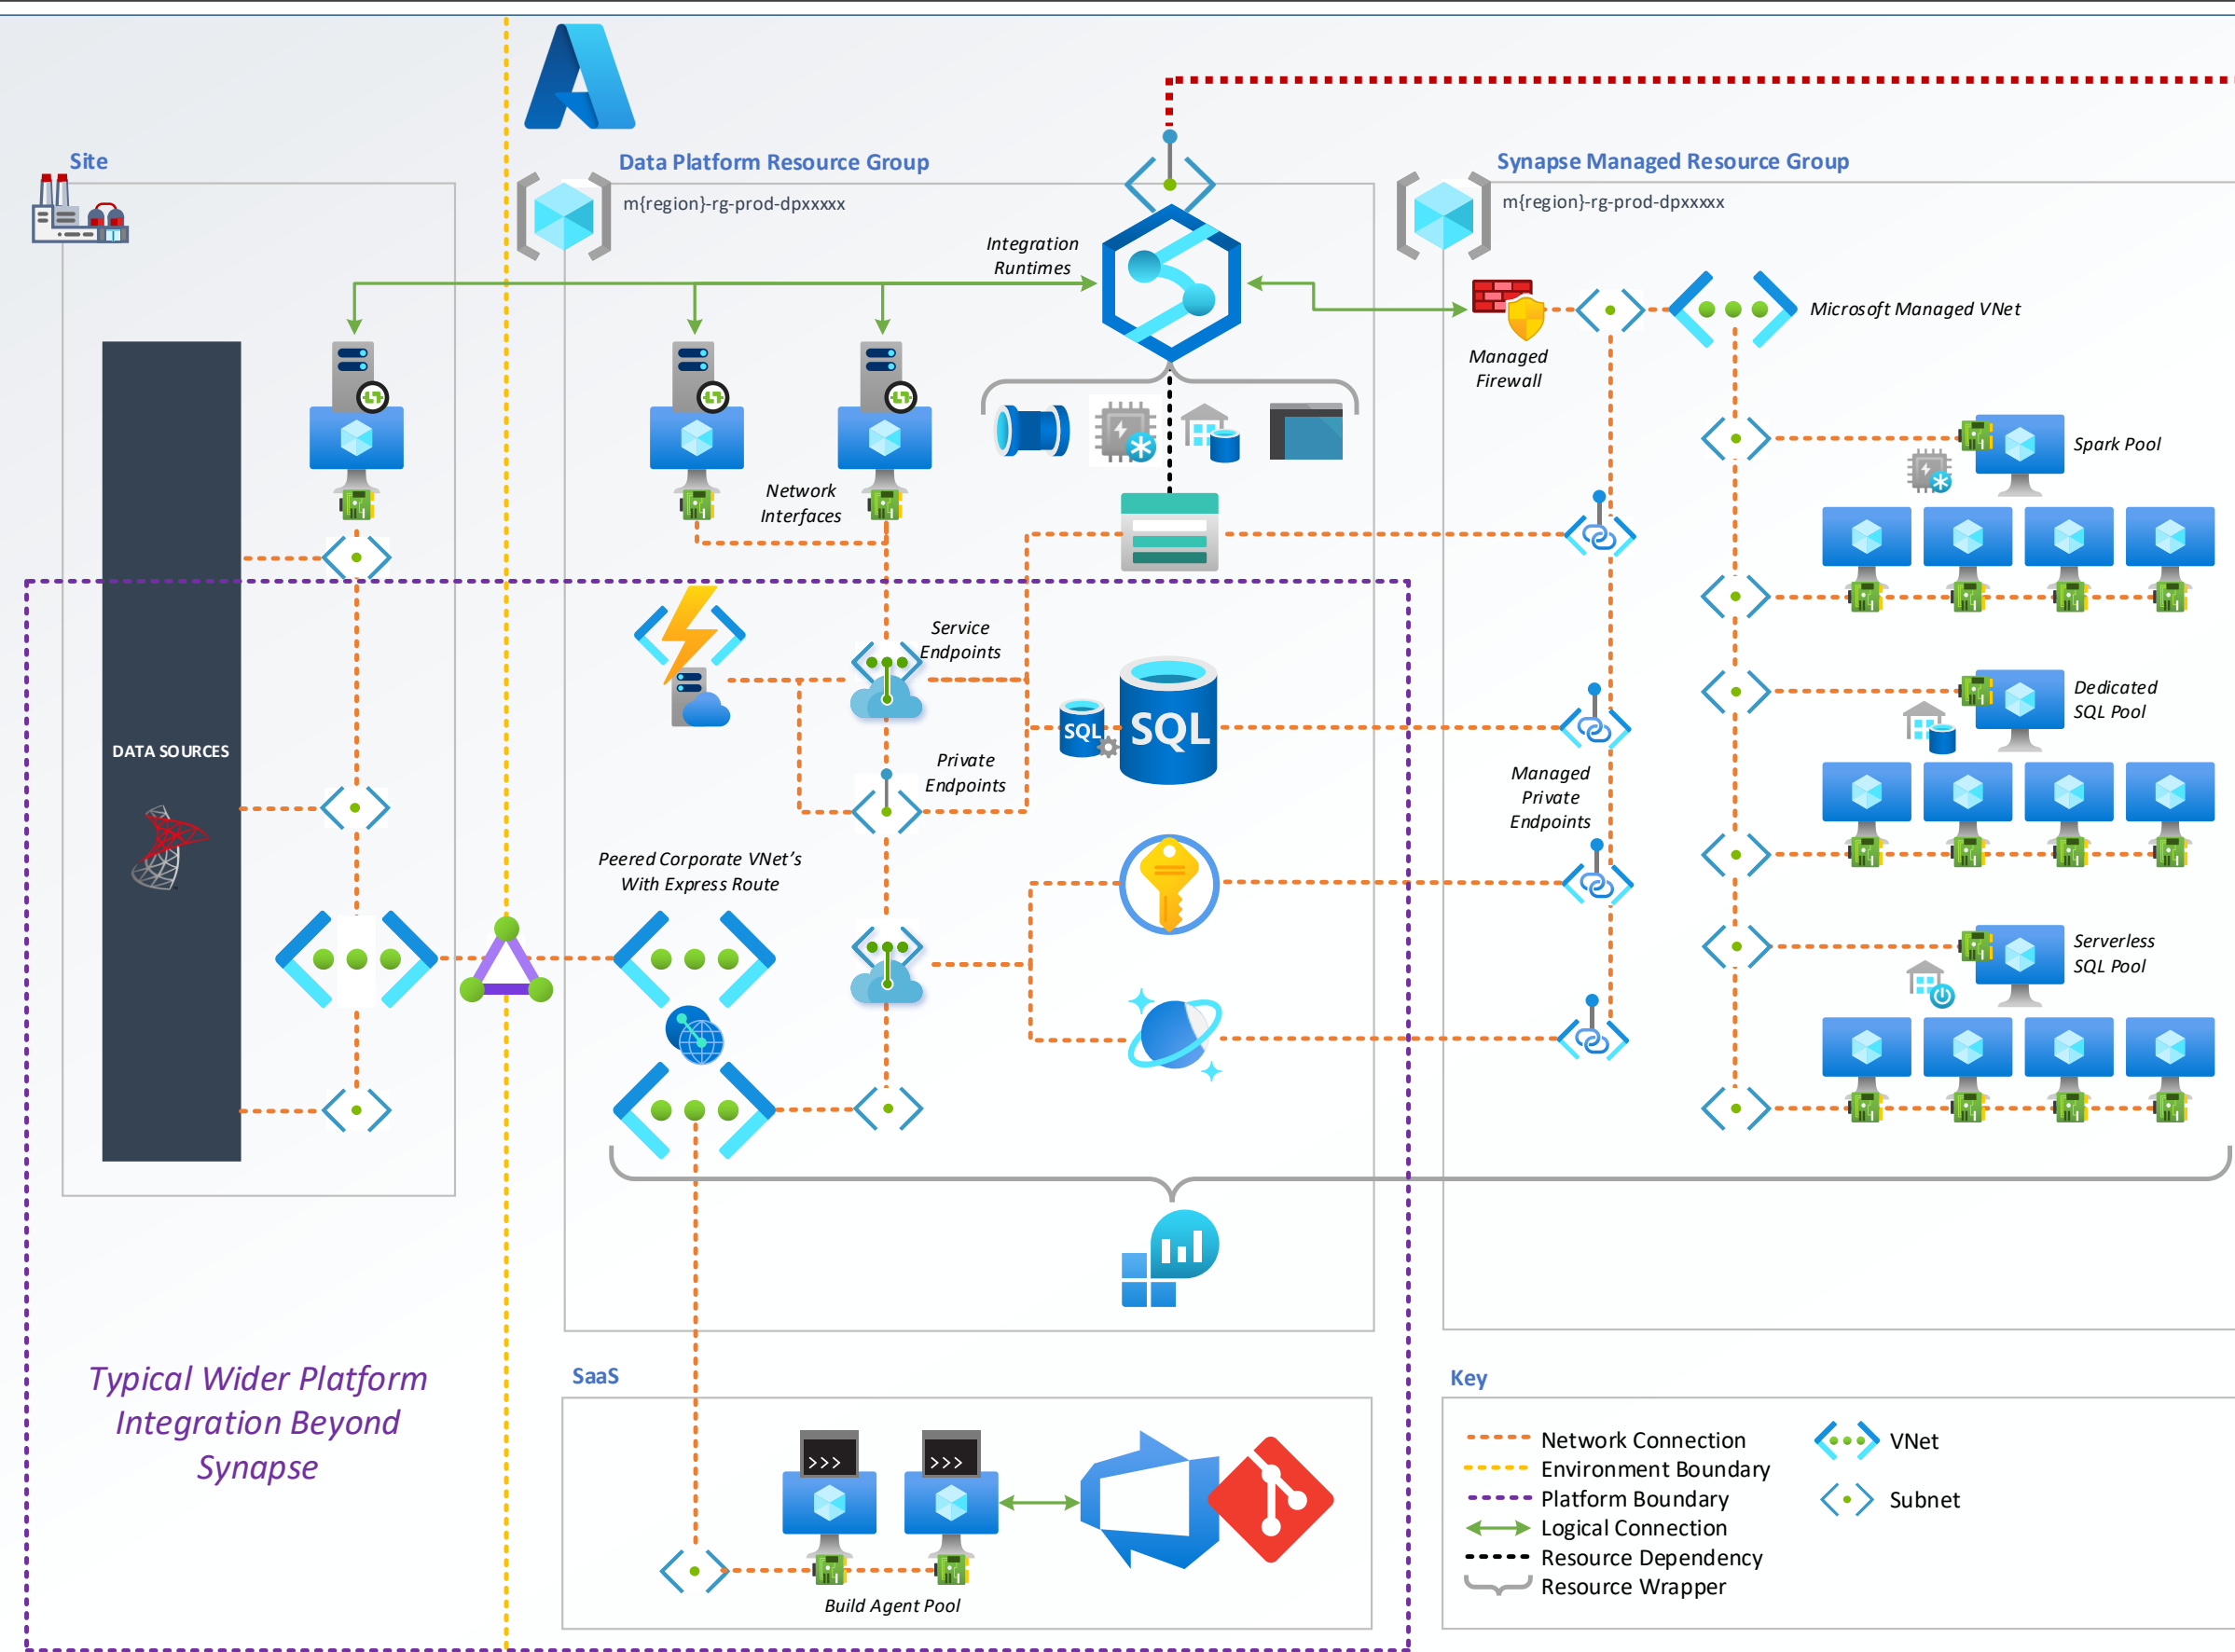 Site
Data Platform Resource Group
m{region}-rg-prod-dpxxxxx
Synapse Managed Resource Group
m{region}-rg-prod-dpxxxxx
Integration
Runtimes
Microsoft Managed VNet
Managed
Firewall
Spark Pool
Network
Interfaces
Service
Endpoints
Dedicated
SQL Pool
SQL
SQL
DATA SOURCES
Private
Endpoints
Managed
Private
Endpoints
Peered Corporate VNet's
With Express Route
Serverless
SQL Pool
Typical Wider Platform
Integration Beyond
Synapse
SaaS
>>>
>>>
Build Agent Pool
Key
Network Connection
Environment Boundary
Platform Boundary
Logical Connection
Resource Dependency
Resource Wrapper
VNet
Subnet